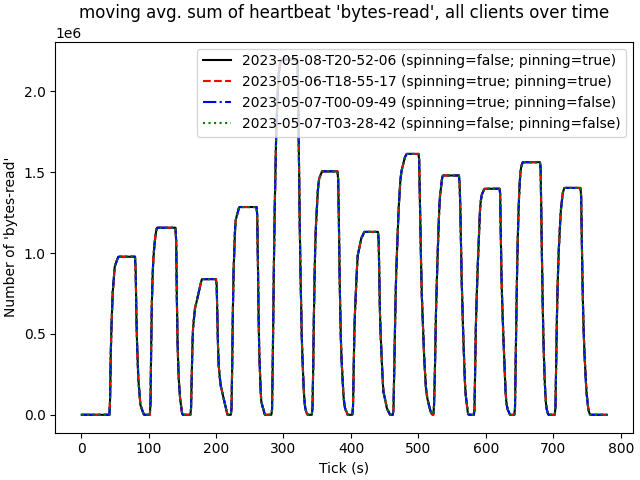 moving avg. sum of heartbeat 'bytes-read', all clients over time
1e6
2023-05-08-T20-52-06 (spinning=false; pinning=true)
2023-05-06-T18-55-17 (spinning=true; pinning=true)
2023-05-07-T00-09-49 (spinning=true; pinning=false)
2023-05-07-T03-28-42 (spinning=false; pinning=false)
Number of 'bytes-read'
2.0
1.5
1.0
0.5
0.0
0 100 200 300 400 500 600 700 800
Tick (s)